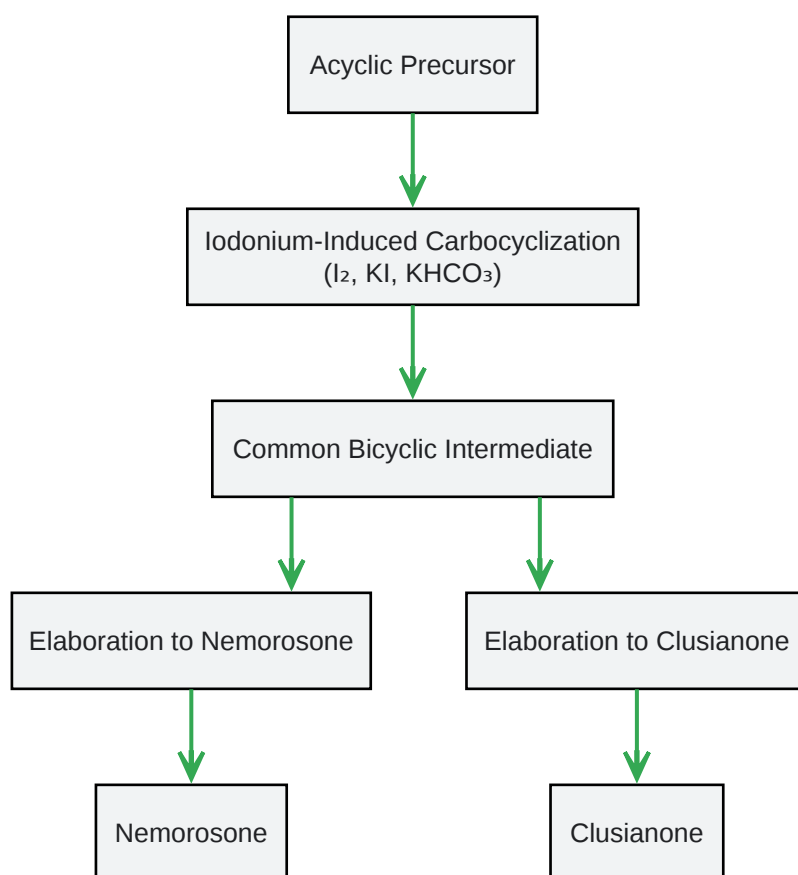 Acyclic Precursor
Iodonium-Induced Carbocyclization
(I₂, KI, KHCO₃)
Common Bicyclic Intermediate
Elaboration to Nemorosone
Elaboration to Clusianone
Nemorosone
Clusianone